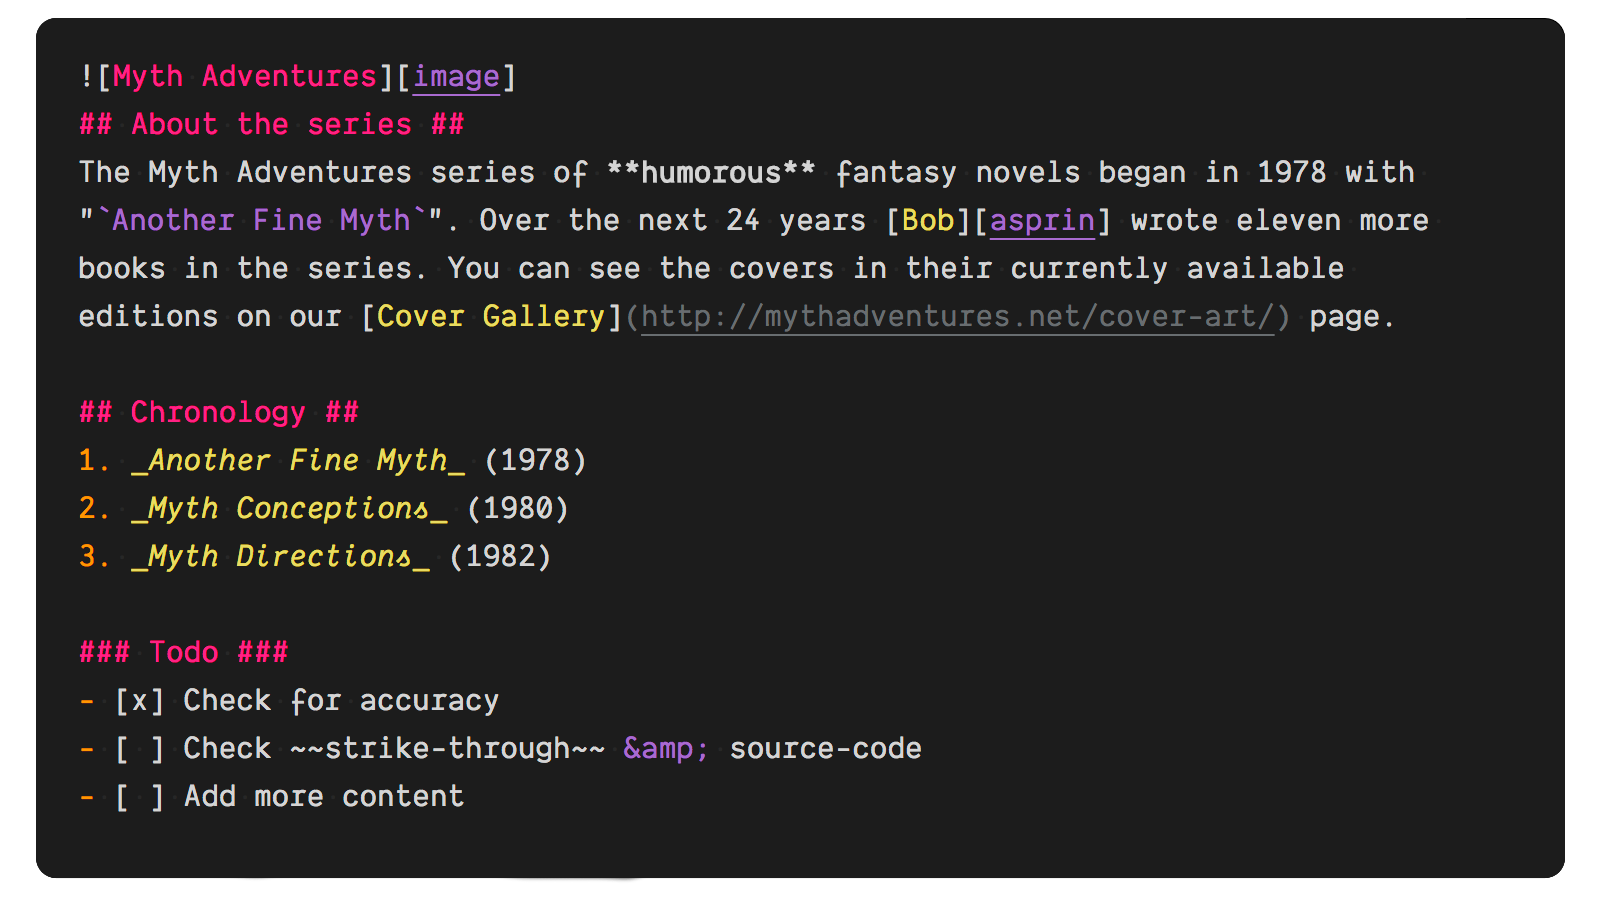 ![Myth Adventures][image]
## About the series ##
The Myth Adventures series of **humorous** fantasy novels began in 1978 with
"`Another Fine Myth`". Over the next 24 years [Bob][asprin] wrote eleven more
books in the series. You can see the covers in their currently available
editions on our [Cover Gallery](http://mythadventures.net/cover-art/) page.

## Chronology ##
1. _Another Fine Myth_ (1978)
2. _Myth Conceptions_ (1980)
3. _Myth Directions_ (1982)

### Todo ###
- [x] Check for accuracy
- [ ] Check ~~strike-through~~ &amp; source-code
- [ ] Add more content